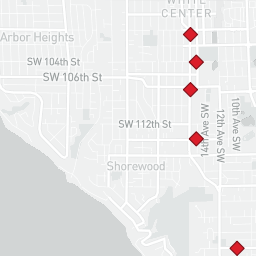 WHITE
CENTER
Arbor Heights
SW 104th St
SW 106th St
SW 112th St
Shorewood
14th Ave SW
12th Ave SW
10th Ave SW